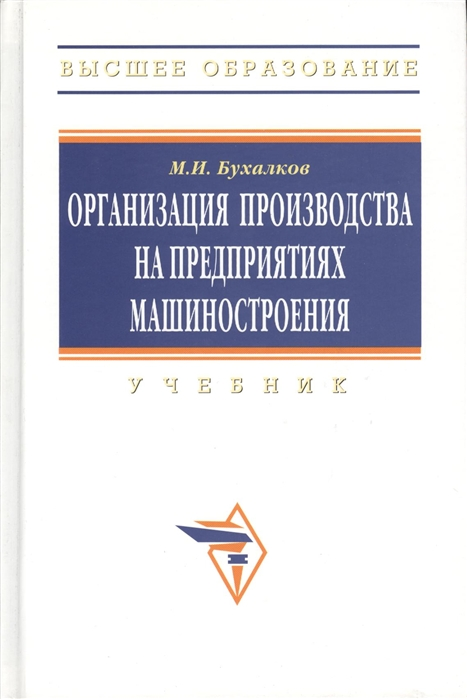 ВЫСШЕЕ ОБРАЗОВАНИЕ
М.И. Бухалков
ОРГАНИЗАЦИЯ ПРОИЗВОДСТВА
НА ПРЕДПРИЯТИЯХ
МАШИНОСТРОЕНИЯ
УЧЕБНИК